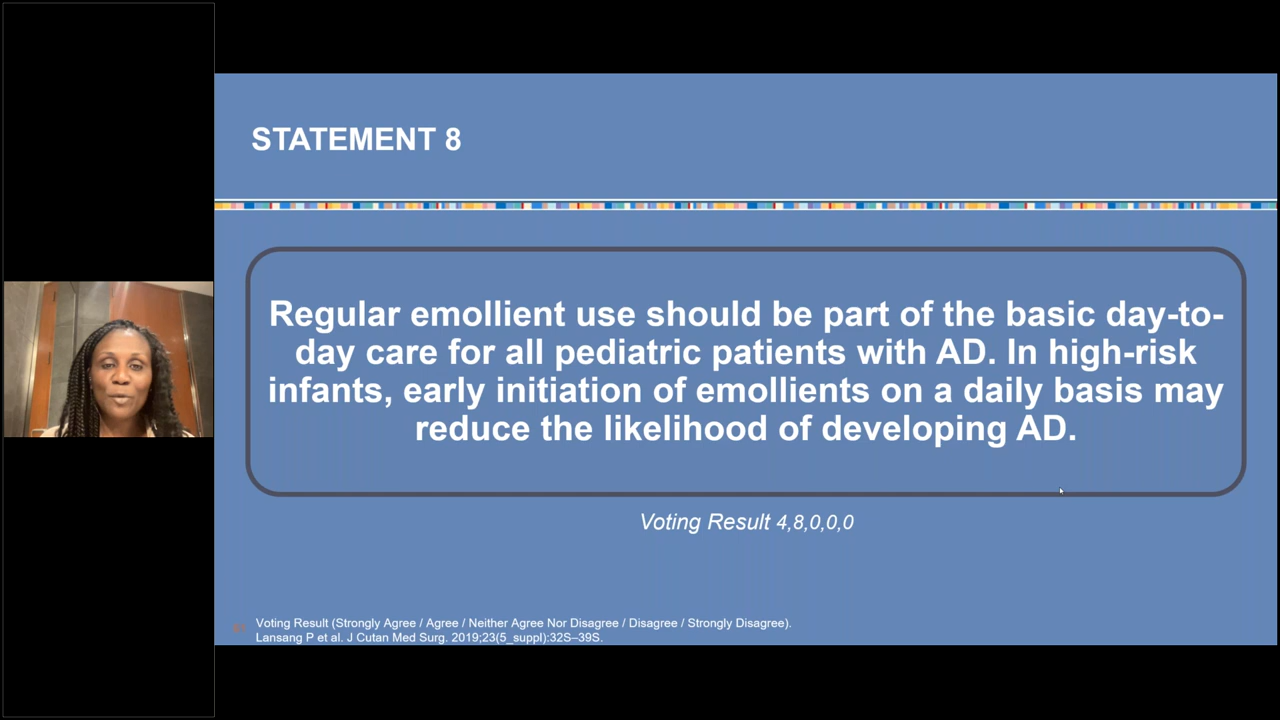 STATEMENT 8
Regular emollient use should be part of the basic day-to-
day care for all pediatric patients with AD. In high-risk
infants, early initiation of emollients on a daily basis may
reduce the likelihood of developing AD.
Voting Result 4,8,0,0,0
Voting Result (Strongly Agree / Agree / Neither Agree Nor Disagree / Disagree / Strongly Disagree).
Lansang P et al. J Cutan Med Surg. 2019;23(5_suppl):32S–39S.